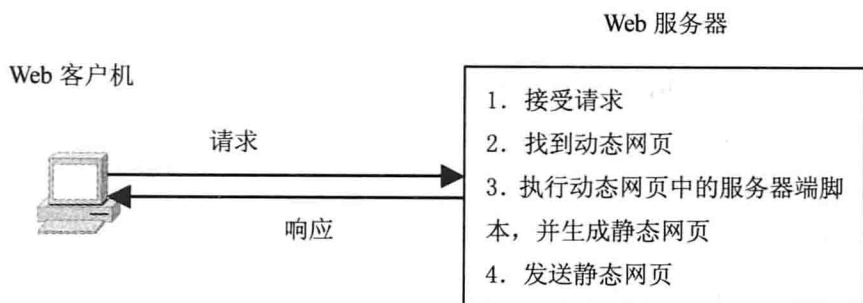 Web 服务器
Web 客户机
请求
响应
1. 接受请求
2. 找到动态网页
3. 执行动态网页中的服务器端脚
本，并生成静态网页
4. 发送静态网页